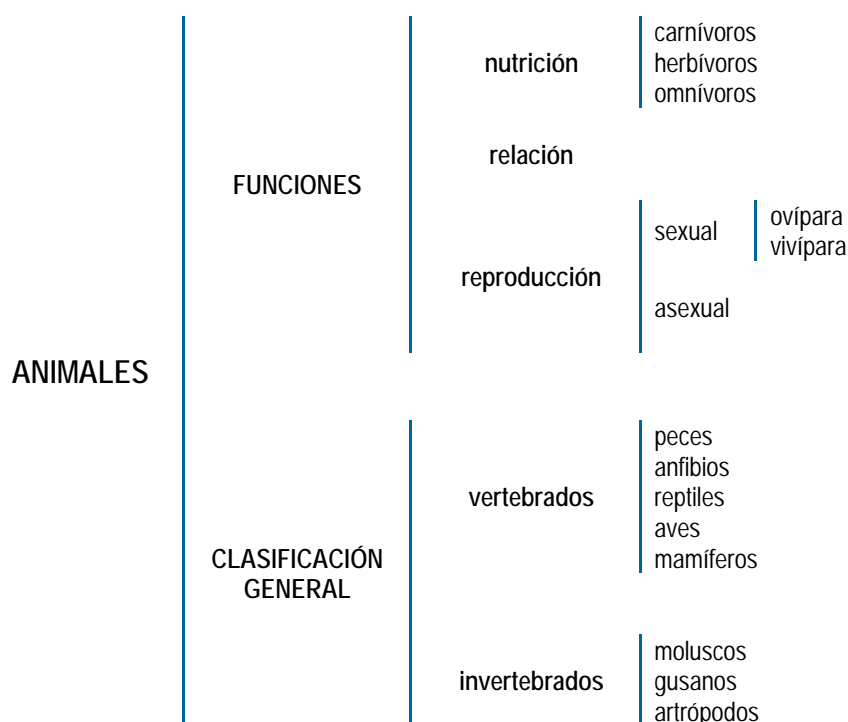 ANIMALES
FUNCIONES
nutrición
carnívoros
herbívoros
omnívoros
relación
reproducción
sexual
ovípara
vivípara
asexual
CLASIFICACIÓN
GENERAL
vertebrados
peces
anfibios
reptiles
aves
mamíferos
invertebrados
moluscos
gusanos
artrópodos